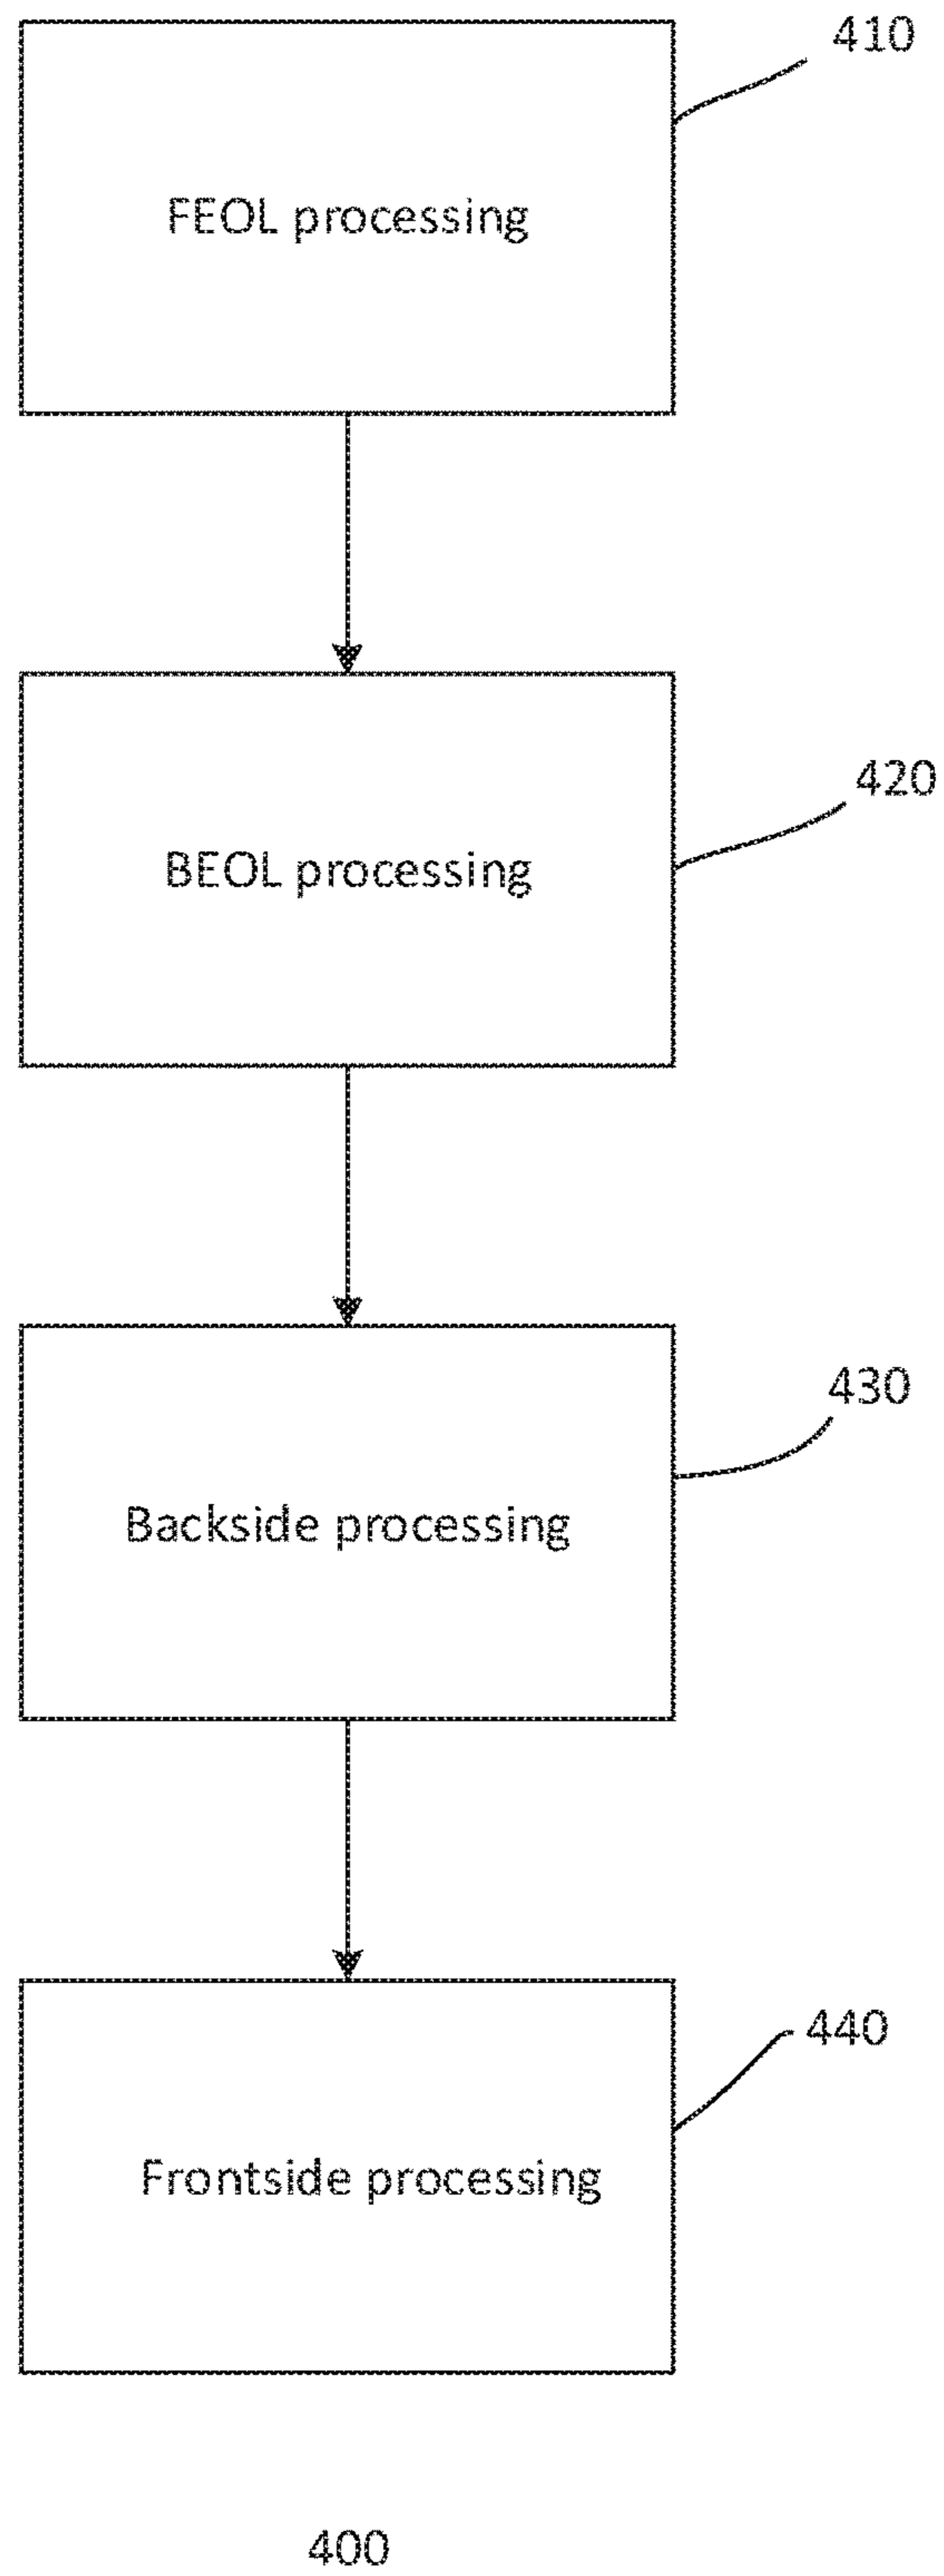 410
FEOL processing
420
BEOL processing
430
Backside processing
440
Frontside processing
400